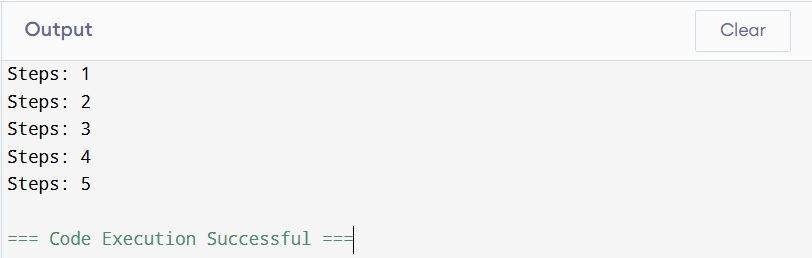 Output
Clear
Steps: 1
Steps: 2
Steps: 3
Steps: 4
Steps: 5
=== Code Execution Successful ===